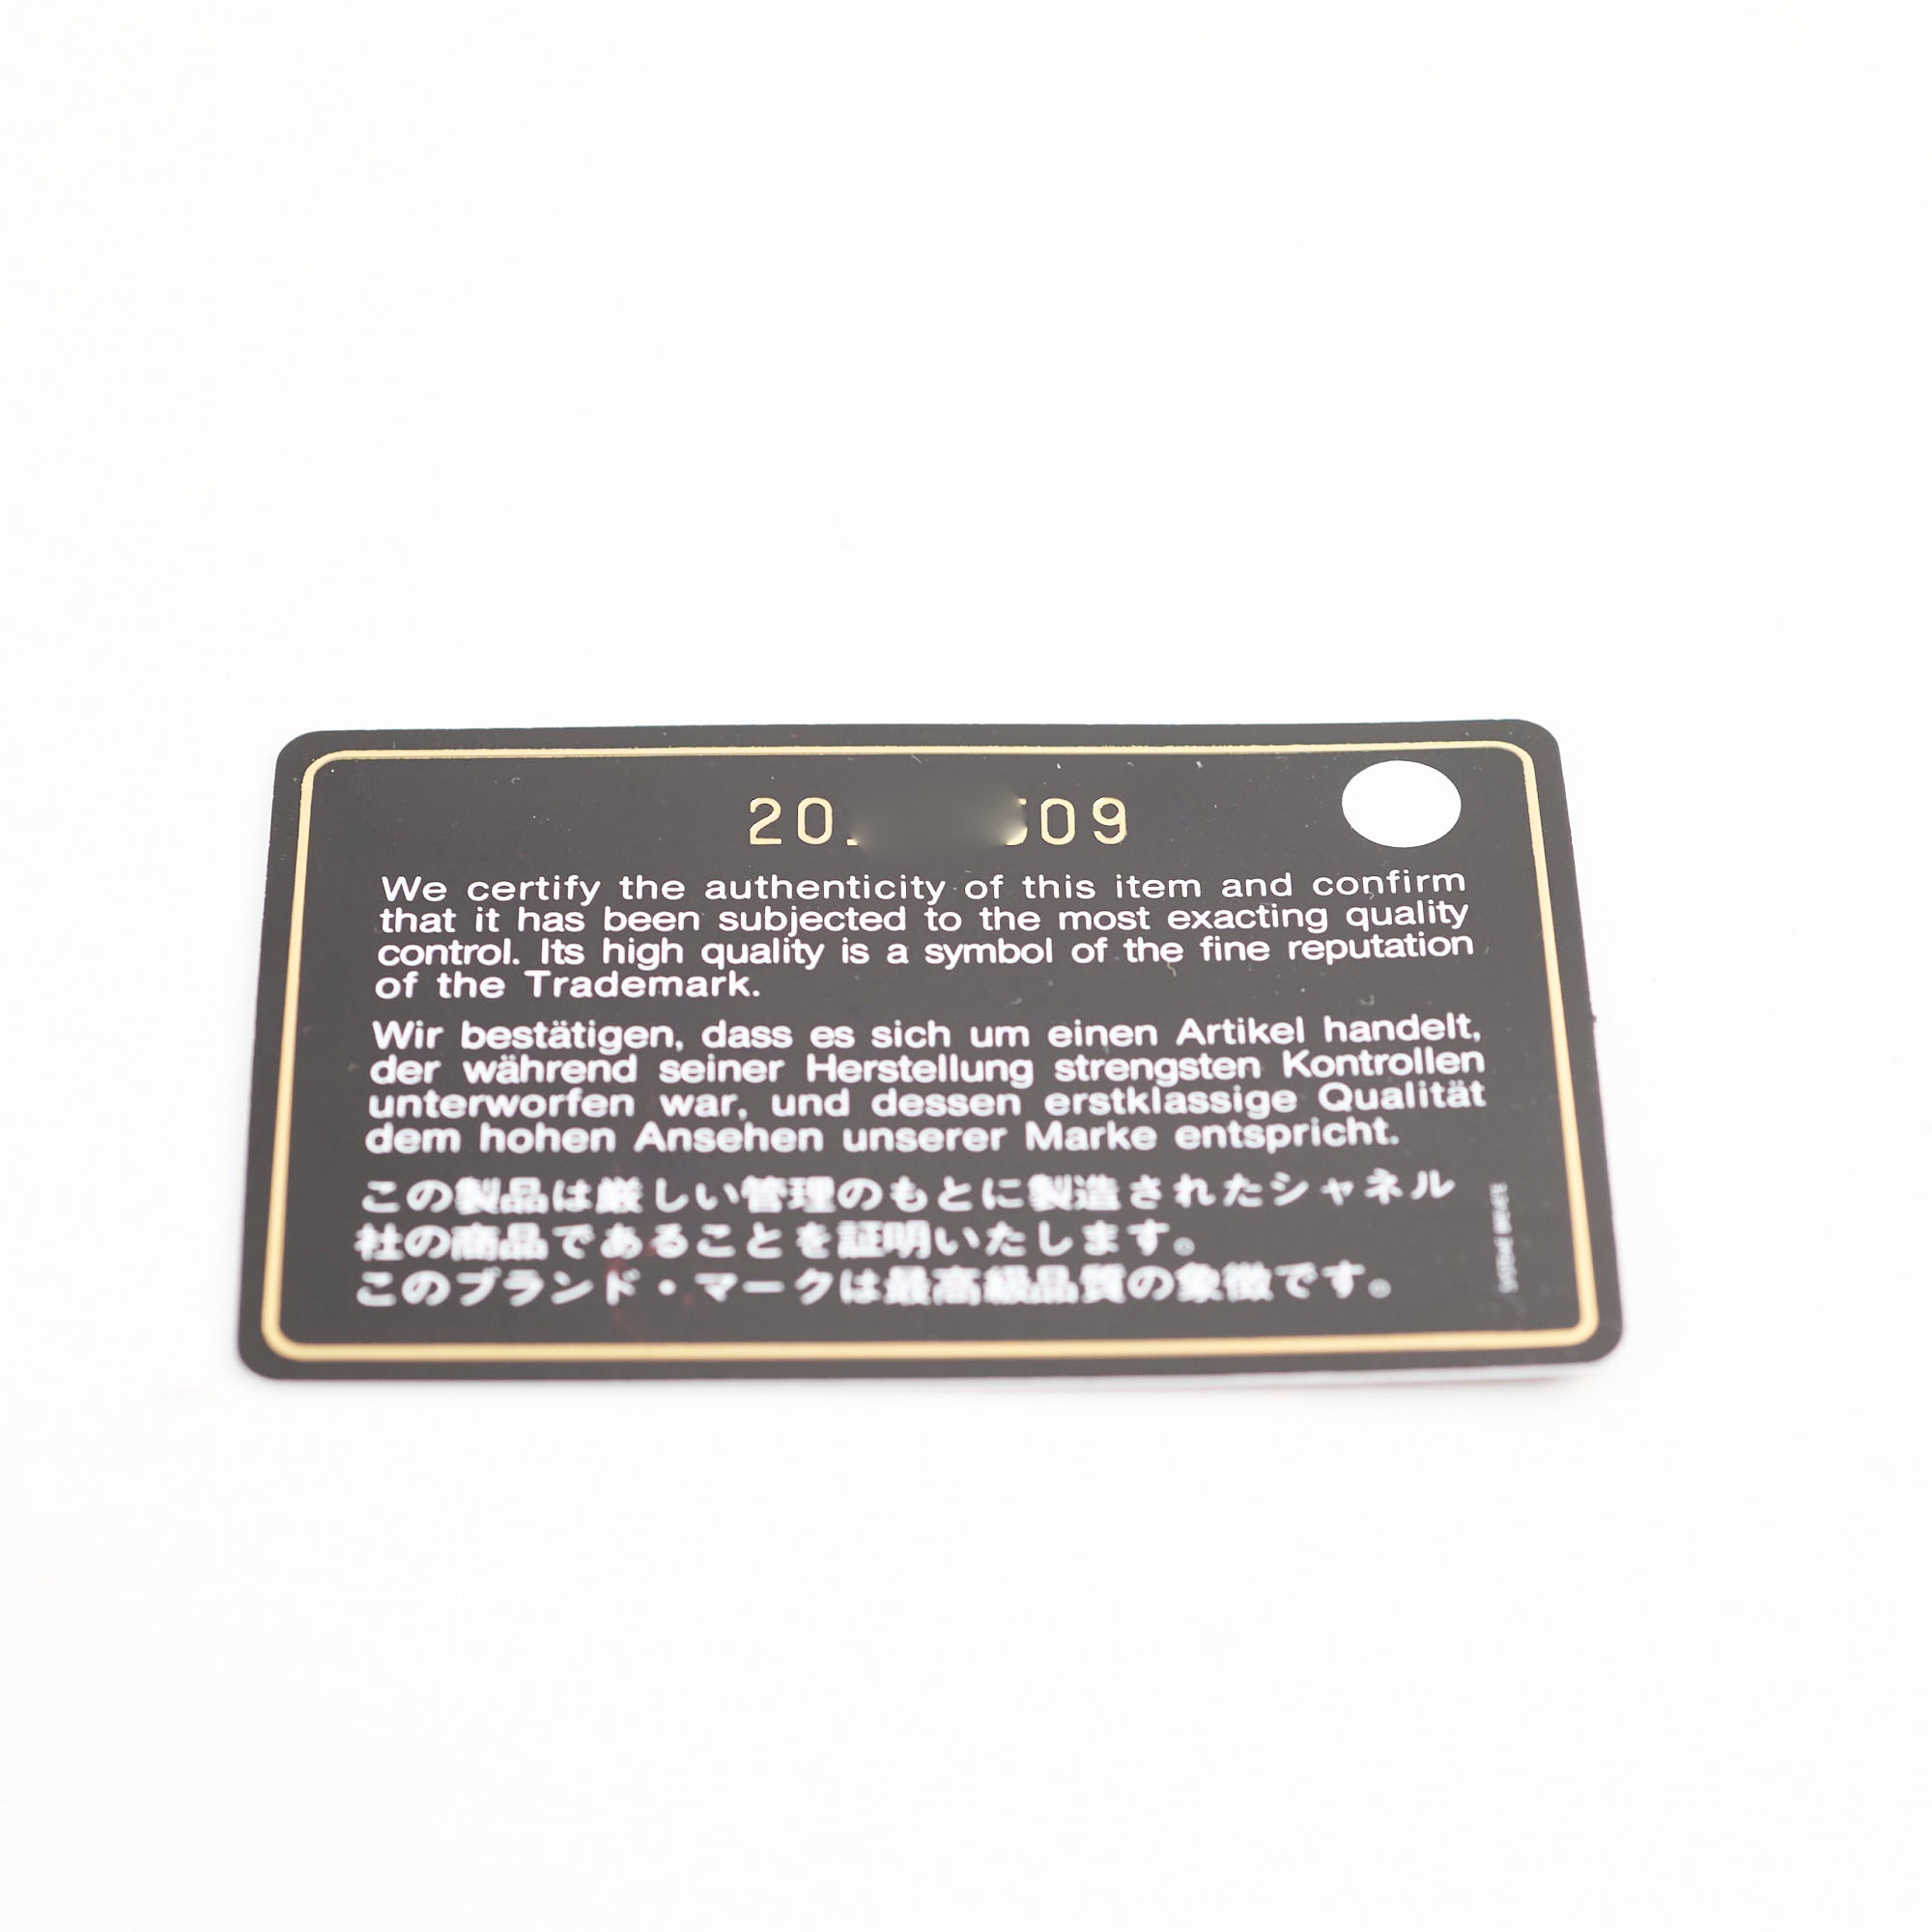 20 509
We certify the authenticity of this item and confirm
that it has been subjected to the most exacting quality
control. Its high quality is a symbol of the fine reputation
of the Trademark.
Wir bestätigen, dass es sich um einen Artikel handelt,
der während seiner Herstellung strengsten Kontrollen
unterworfen war, und dessen erstklassige Qualität
dem hohen Ansehen unserer Marke entspricht.
この製品は厳しい管理のもとに製造されたシャネル
社の商品であることを証明いたします。
このブランド・マークは最高級品質の象徴です。